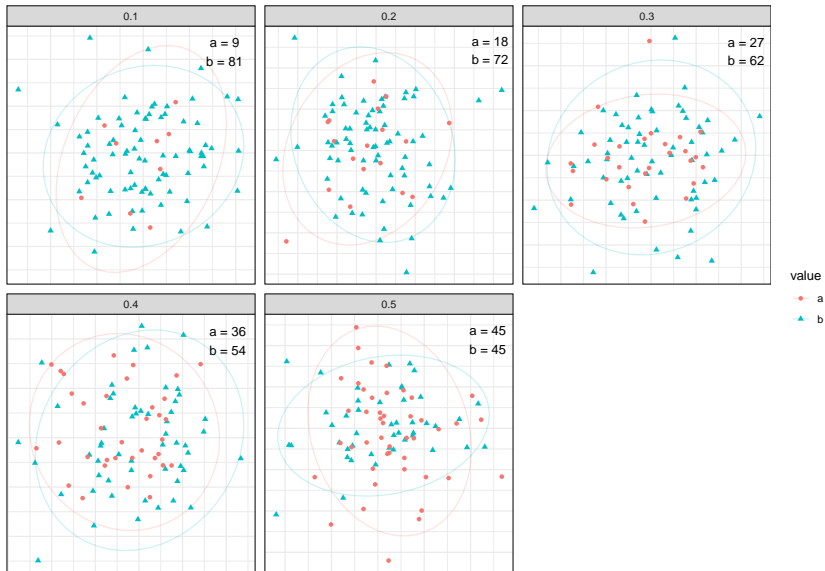 0.1
a = 9
b = 81
0.2
a = 18
b = 72
0.3
a = 27
b = 62
0.4
a = 36
b = 54
0.5
a = 45
b = 45
value
a
b